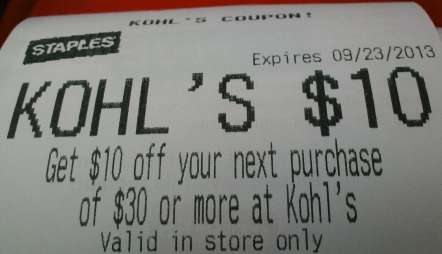 KOHL'S COUPON!
STAPLES
Expires 09/23/2013
KOHL'S $10
Get $10 off your next purchase
of $30 or more at Kohl's
Valid in store only